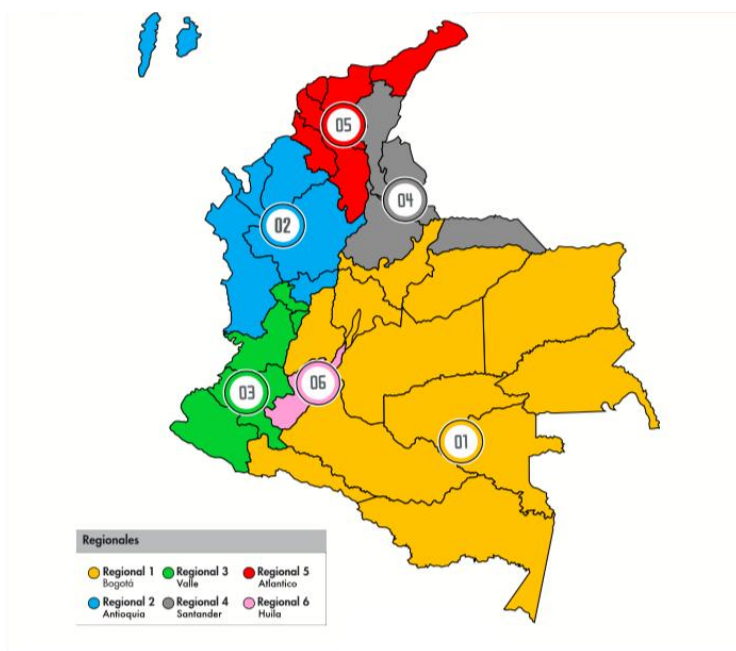 05
04
02
06
03
01
Regionales
Regional 1
Bogotá
Regional 3
Valle
Regional 5
Atlantico
Regional 2
Antioquia
Regional 4
Santander
Regional 6
Huila